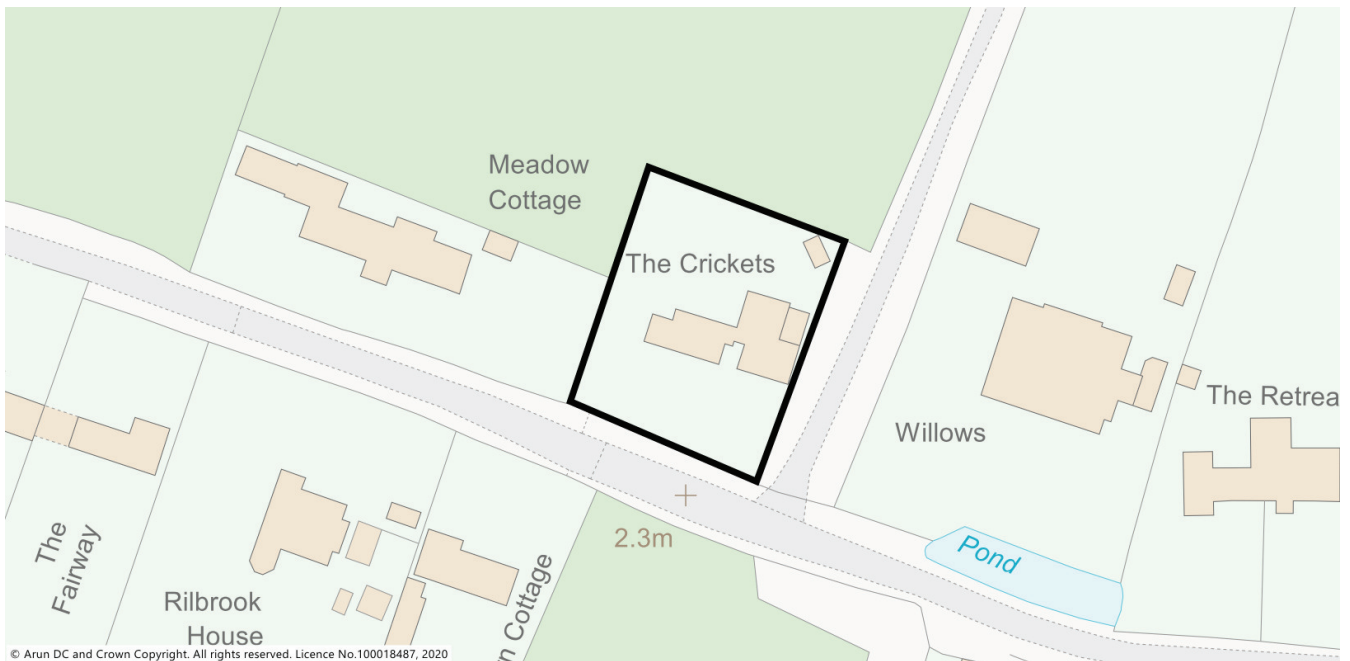 Meadow
Cottage
The Crickets
The Retrea
Willows
2.3m
Pond
The
Fairway
Rilbrook
House
n Cottage
© Arun DC and Crown Copyright. All rights reserved. Licence No.100018487, 2020